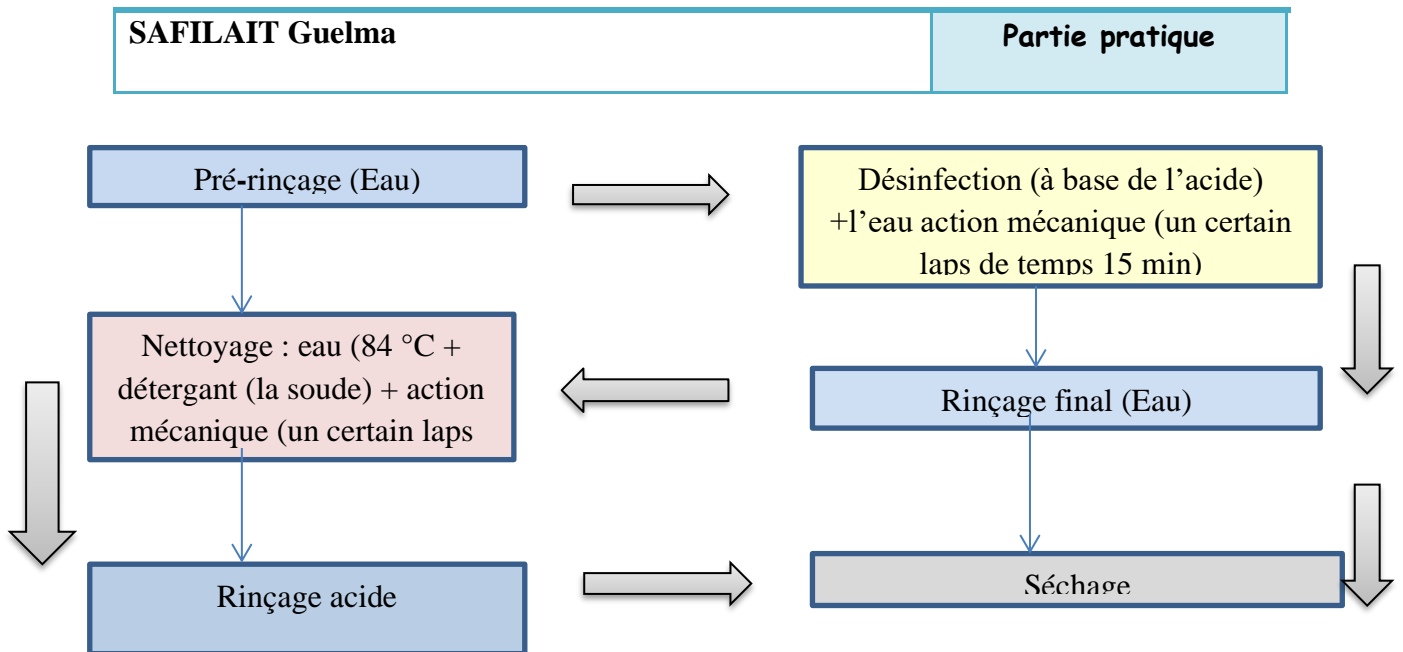 SAFILAIT Guelma
Partie pratique
Pré-rinçage (Eau)
Désinfection (à base de l’acide)
+l’eau action mécanique (un certain
laps de temps 15 min)
Nettoyage : eau (84 °C +
détergant (la soude) + action
mécanique (un certain laps
Rinçage final (Eau)
Rinçage acide
Séchage